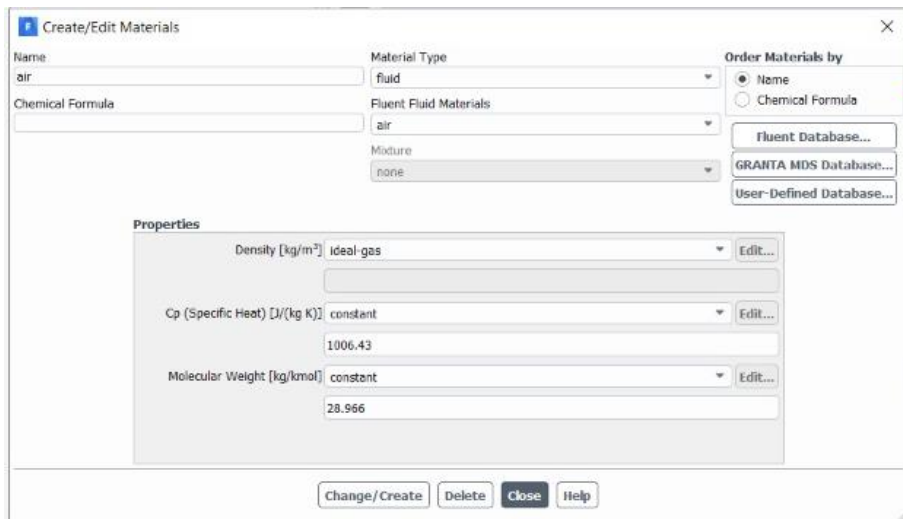 Create/Edit Materials
Name
air
Chemical Formula
Material Type
fluid
Fluent Fluid Materials
air
Mixture
none
Order Materials by
Name
Chemical Formula
Fluent Database...
GRANTA MDS Database...
User-Defined Database...
Properties
Density [kg/m³] ideal-gas Edit...
Cp (Specific Heat) [J/(kg K)] constant Edit...
1006.43
Molecular Weight [kg/kmol] constant Edit...
28.966
Change/Create Delete Close Help